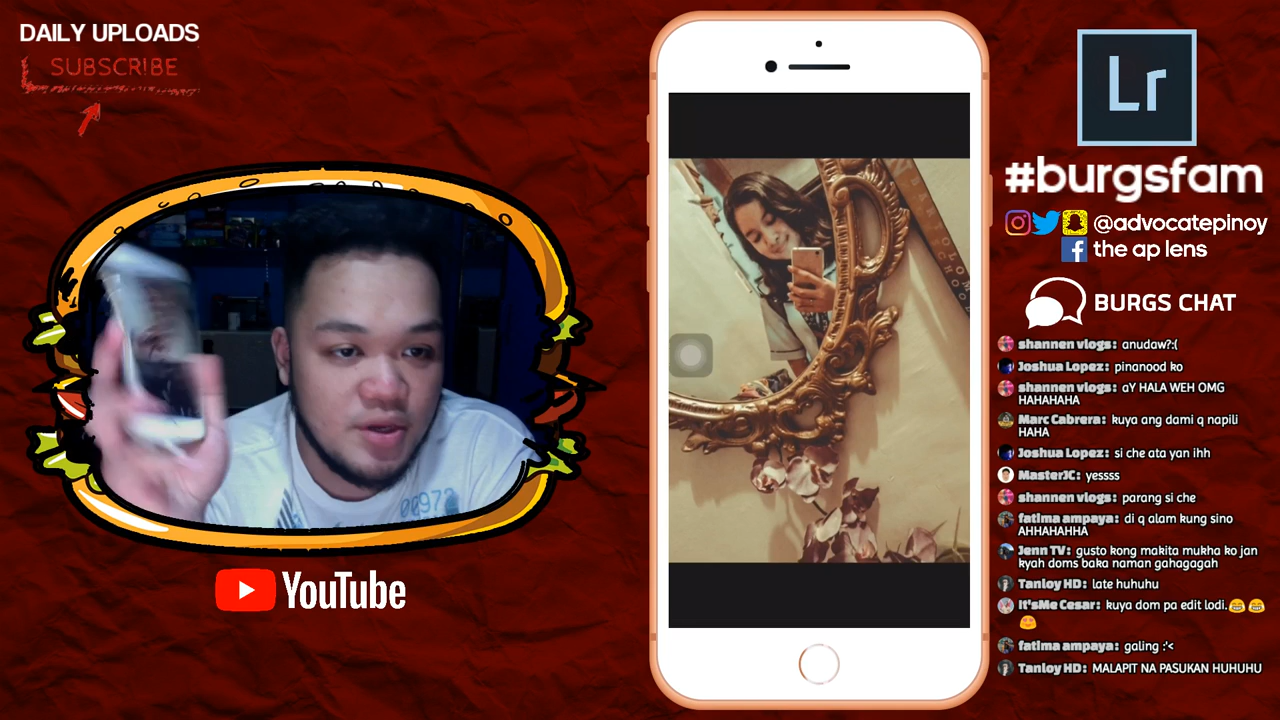 DAILY UPLOADS
SUBSCRIBE
00972
YouTube
Lr
#burgsfam
@advocatepinoy
the ap lens
BURGS CHAT
shannen vlogs: anudaw?:(
Joshua Lopez: pinanood ko
shannen vlogs: aY HALA WEH OMG
HAHAHAHA
Marc Cabrera: kuya ang dami q napili
HAHA
Joshua Lopez: si che ata yan ihh
MasterJC: yessss
shannen vlogs: parang si che
fatima ampaya: di q alam kung sino
AHHAHAHHA
Jenn TV: gusto kong makita mukha ko jan
kyah doms baka naman gahagagah
Tanloy HD: late huhuhu
It'sMe Cesar: kuya dom pa edit lodi.😂 😂
😍
fatima ampaya: galing :'<
Tanloy HD: MALAPIT NA PASUKAN HUHUHU